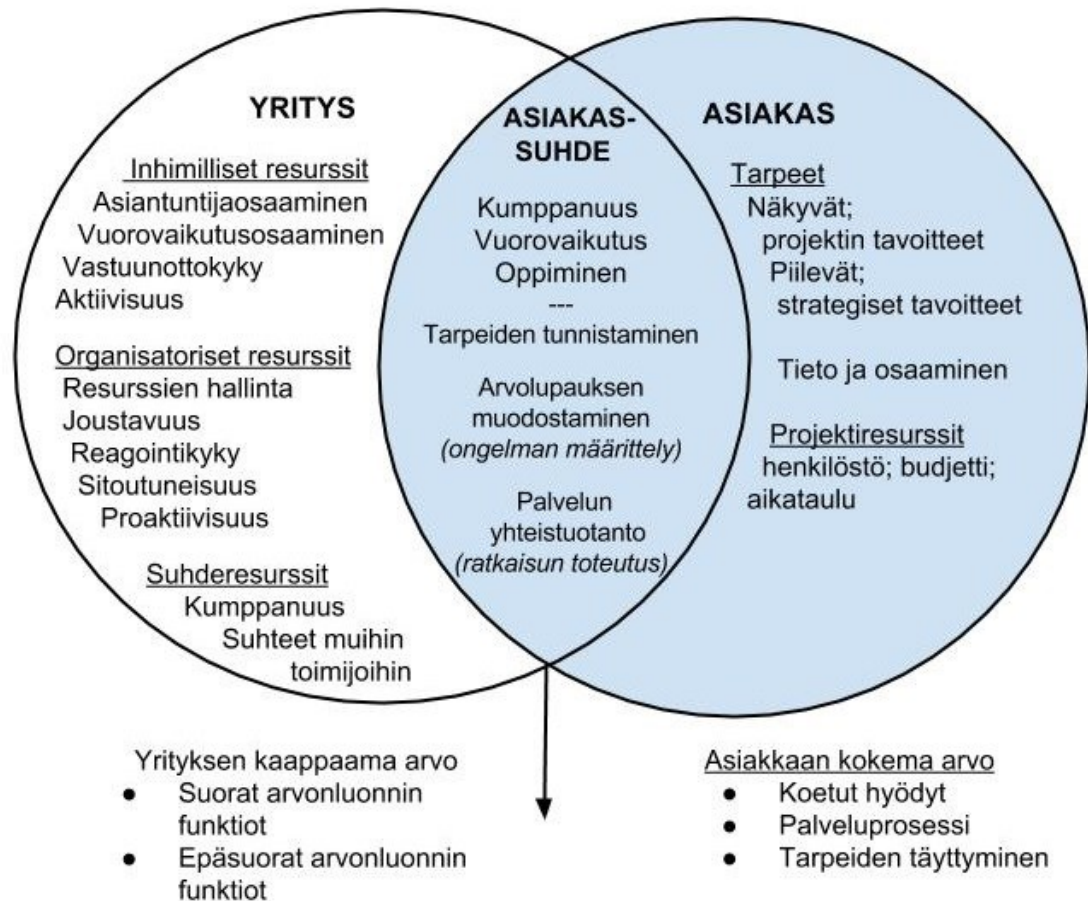 YRITYS
Inhimilliset resurssit
Asiantuntijaosaaminen
Vuorovaikutusosaaminen
Vastuunottokyky
Aktiivisuus
Organisatoriset resurssit
Resurssien hallinta
Joustavuus
Reagointikyky
Sitoutuneisuus
Proaktiivisuus
Suhderesurssit
Kumppanuus
Suhteet muihin
toimijoihin
ASIAKAS-
SUHDE
Kumppanuus
Vuorovaikutus
Oppiminen
---
Tarpeiden tunnistaminen
Arvolupauksen
muodostaminen
(ongelman määrittely)
Palvelun
yhteistuotanto
(ratkaisun toteutus)
ASIAKAS
Tarpeet
Näkyvät;
projektin tavoitteet
Piilevät;
strategiset tavoitteet
Tieto ja osaaminen
Projektiresurssit
henkilöstö; budjetti;
aikataulu
Yrityksen kaappaama arvo
● Suorat arvonluonnin
funktiot
● Epäsuorat arvonluonnin
funktiot
Asiakkaan kokema arvo
● Koetut hyödyt
● Palveluprosessi
● Tarpeiden täyttyminen